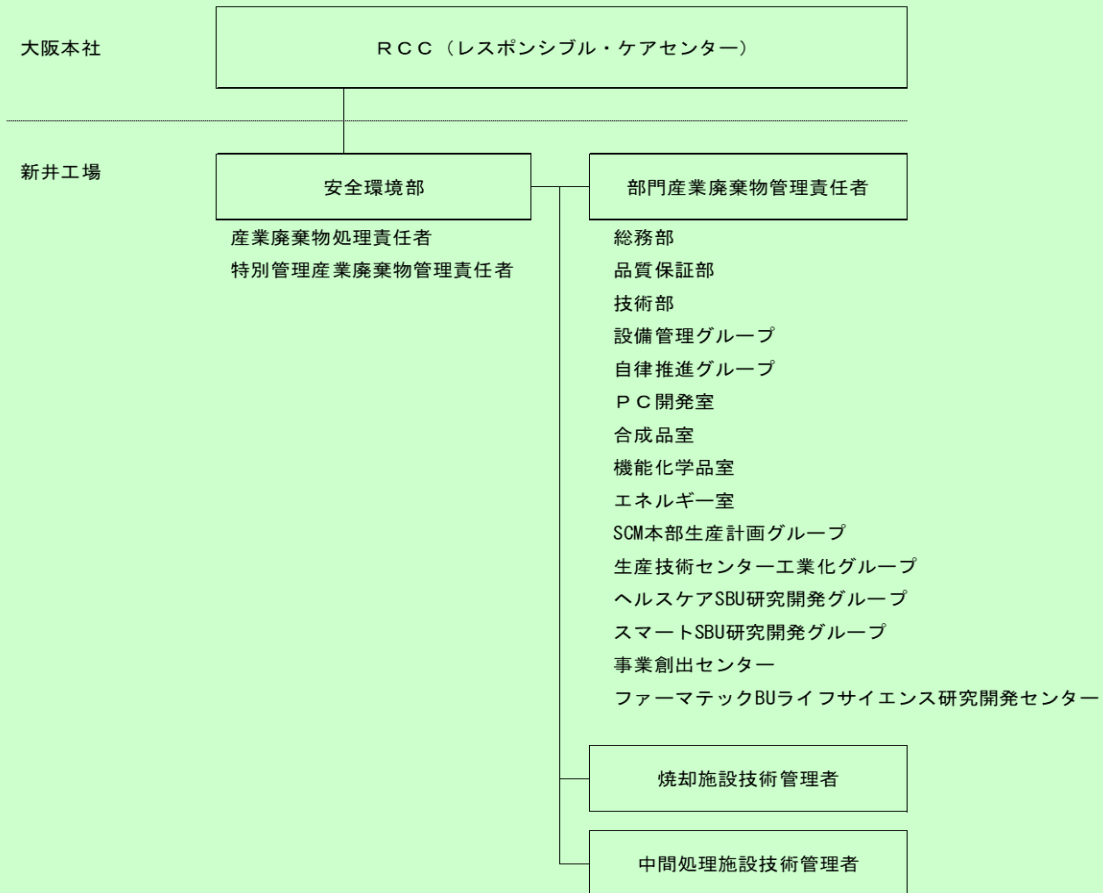 大阪本社
ＲＣＣ（レスポンシブル・ケアセンター）
新井工場
安全環境部
産業廃棄物処理責任者
特別管理産業廃棄物管理責任者
部門産業廃棄物管理責任者
総務部
品質保証部
技術部
設備管理グループ
自律推進グループ
ＰＣ開発室
合成品室
機能化学品室
エネルギー室
SCM本部生産計画グループ
生産技術センター工業化グループ
ヘルスケアSBU研究開発グループ
スマートSBU研究開発グループ
事業創出センター
ファーマテックBUライフサイエンス研究開発センター
焼却施設技術管理者
中間処理施設技術管理者